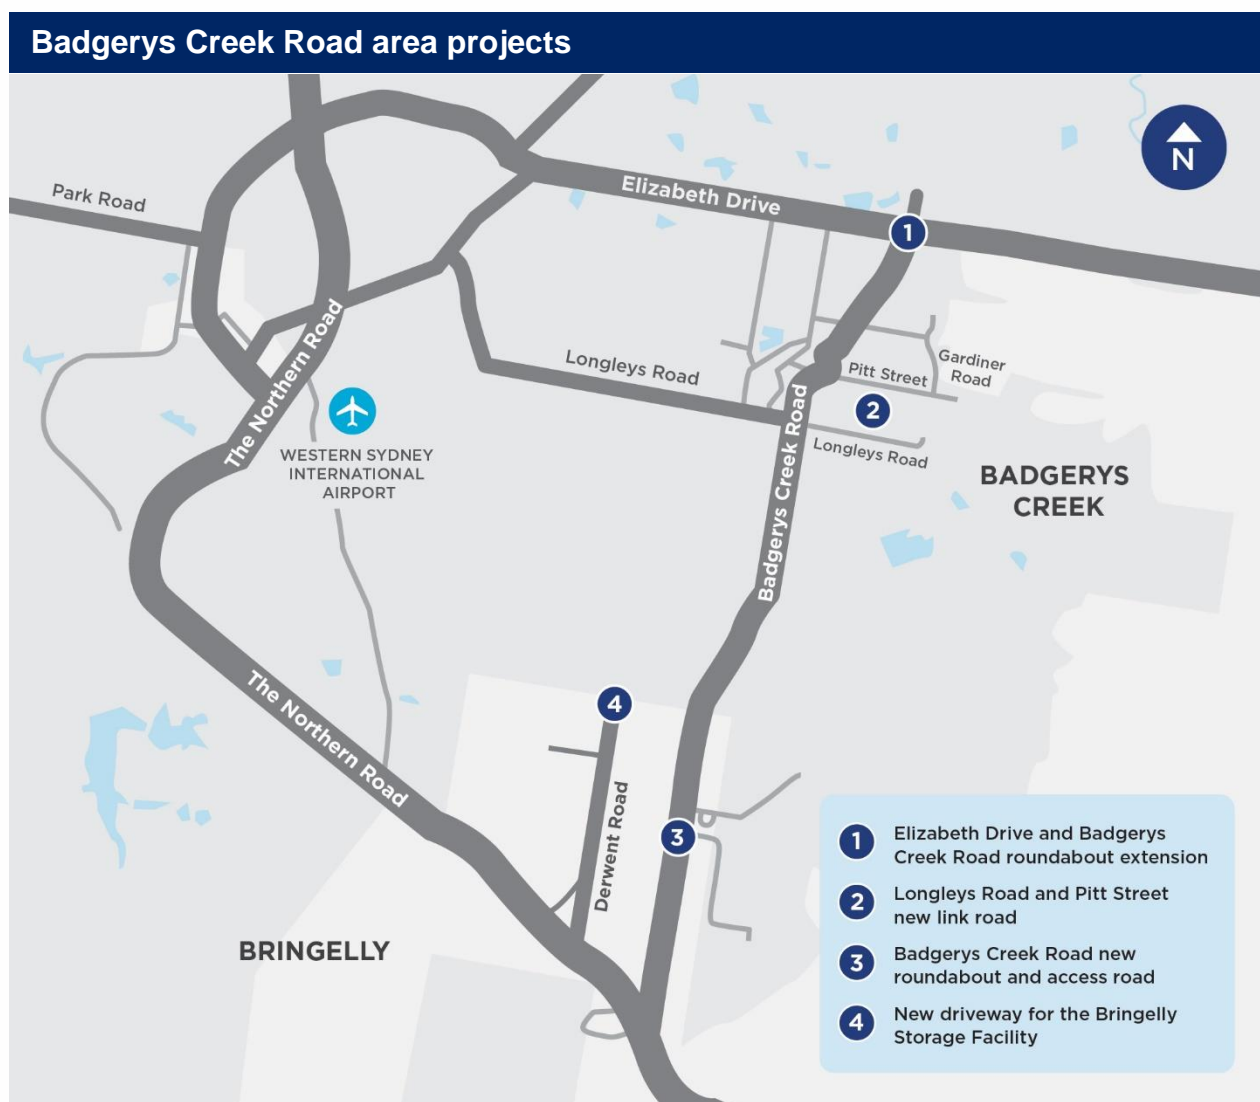 Badgerys Creek Road area projects
N
Park Road
Elizabeth Drive
1
The Northern Road
Longleys Road
Gardiner
Road
Pitt Street
2
Longleys Road
WESTERN SYDNEY
INTERNATIONAL
AIRPORT
BADGERYS
CREEK
Badgerys Creek Road
The Northern Road
4
Derwent Road
3
BRINGELLY
1 Elizabeth Drive and Badgerys
Creek Road roundabout extension
2 Longleys Road and Pitt Street
new link road
3 Badgerys Creek Road new
roundabout and access road
4 New driveway for the Bringelly
Storage Facility